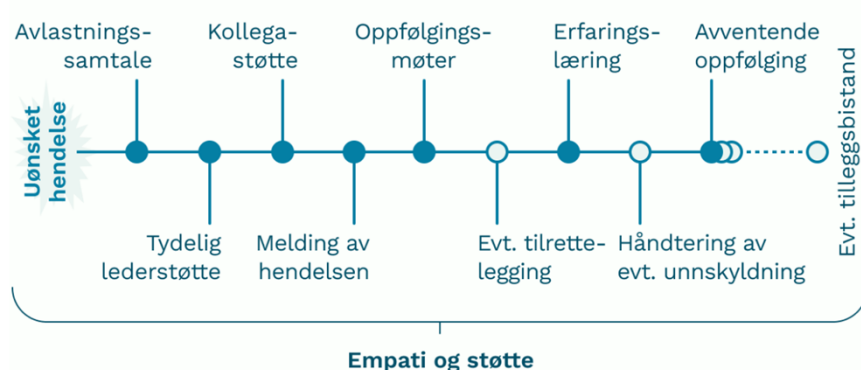 Avlastnings-
samtale
Kollega-
støtte
Oppfølgings-
møter
Erfarings-
læring
Avventende
oppfølging
Uønsket
hendelse
Evt. tilleggsbistand
Tydelig
lederstøtte
Melding av
hendelsen
Evt. tilrette-
legging
Håndtering av
evt. unnskyldning
Empati og støtte